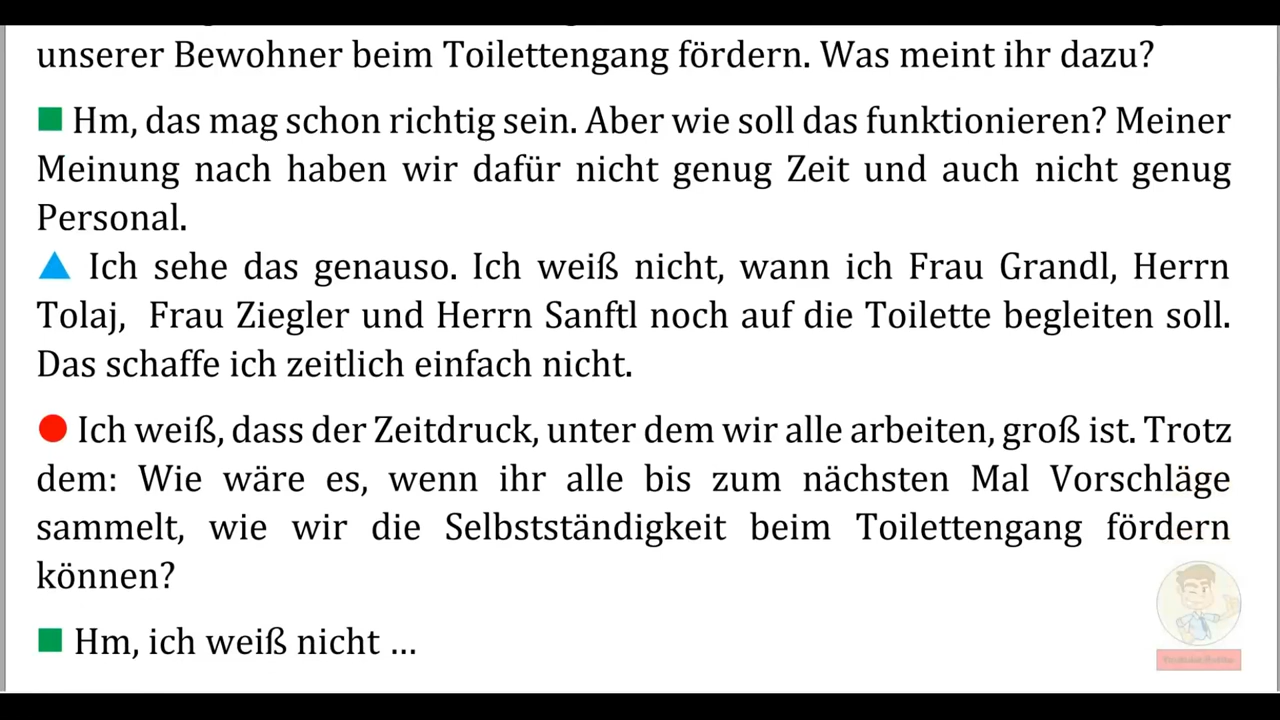 unserer Bewohner beim Toilettengang fördern. Was meint ihr dazu?
Hm, das mag schon richtig sein. Aber wie soll das funktionieren? Meiner
Meinung nach haben wir dafür nicht genug Zeit und auch nicht genug
Personal.
Ich sehe das genauso. Ich weiß nicht, wann ich Frau Grandl, Herrn
Tolaj, Frau Ziegler und Herrn Sanftl noch auf die Toilette begleiten soll.
Das schaffe ich zeitlich einfach nicht.
Ich weiß, dass der Zeitdruck, unter dem wir alle arbeiten, groß ist. Trotz
dem: Wie wäre es, wenn ihr alle bis zum nächsten Mal Vorschläge
sammelt, wie wir die Selbstständigkeit beim Toilettengang fördern
können?
Hm, ich weiß nicht ...